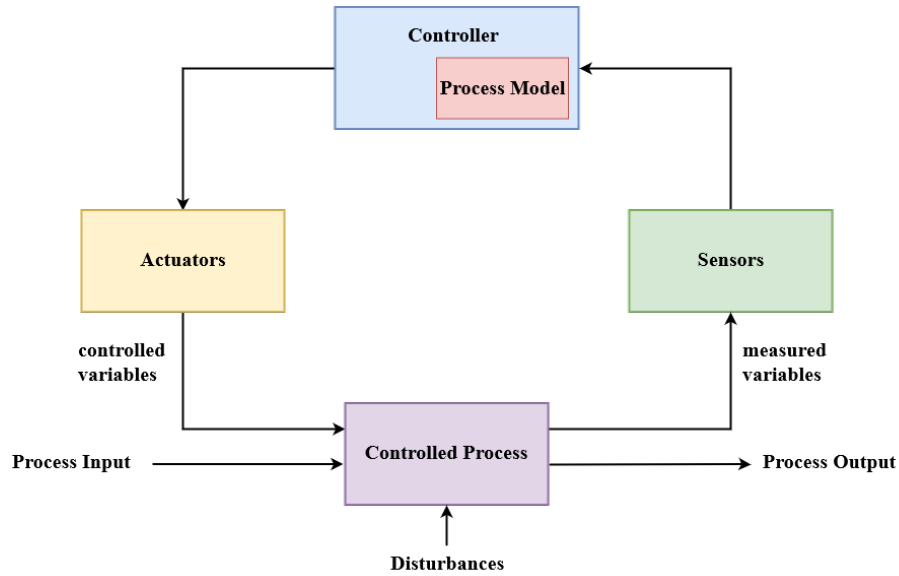 Controller
Process Model
Actuators
Sensors
controlled
variables
measured
variables
Process Input
Controlled Process
Process Output
Disturbances